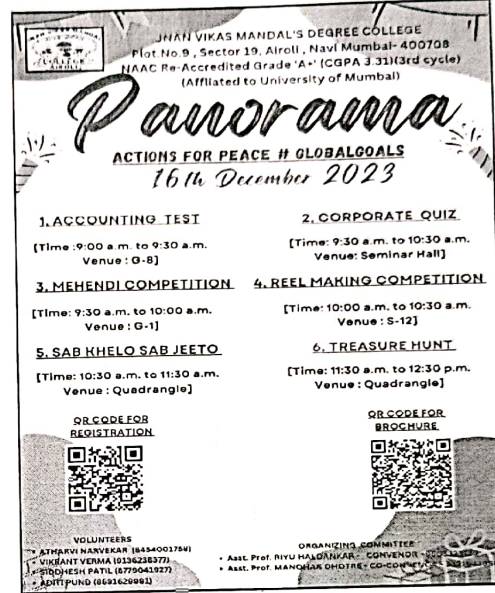 COLLEGE
AIROLI
JNAN VIKAS MANDAL'S DEGREE COLLEGE
Plot No.9, Sector 19, Airoli, Navi Mumbai- 400708
NAAC Re-Accredited Grade 'A+' (CGPA 3.31)(3rd cycle)
(Affliated to University of Mumbai)
Panorama
ACTIONS FOR PEACE # GLOBALGOALS
16th December 2023
1. ACCOUNTING TEST
[Time :9:00 a.m. to 9:30 a.m.
Venue : G-8]
2. CORPORATE QUIZ
[Time: 9:30 a.m. to 10:30 a.m.
Venue: Seminar Hall]
3. MEHENDI COMPETITION
[Time: 9:30 a.m. to 10:00 a.m.
Venue : G-1]
4. REEL MAKING COMPETITION
[Time: 10:00 a.m. to 10:30 a.m.
Venue : S-12]
5. SAB KHELO SAB JEETO
[Time: 10:30 a.m. to 11:30 a.m.
Venue : Quadrangle]
6. TREASURE HUNT
[Time: 11:30 a.m. to 12:30 p.m.
Venue : Quadrangle]
QR CODE FOR
REGISTRATION
QR CODE FOR
BROCHURE
VOLUNTEERS
ATHARVI NARVEKAR
VIKRANT VERMA (9136238377)
SIDDHESH PATIL (8779041927)
ADITI PUND (8691629991)
ORGANIZING COMMITTEE
Asst. Prof. RIYU HALDANKAR - CONVENOR
Asst. Prof. MANOHAR DHOTRE - CO-CONVENOR